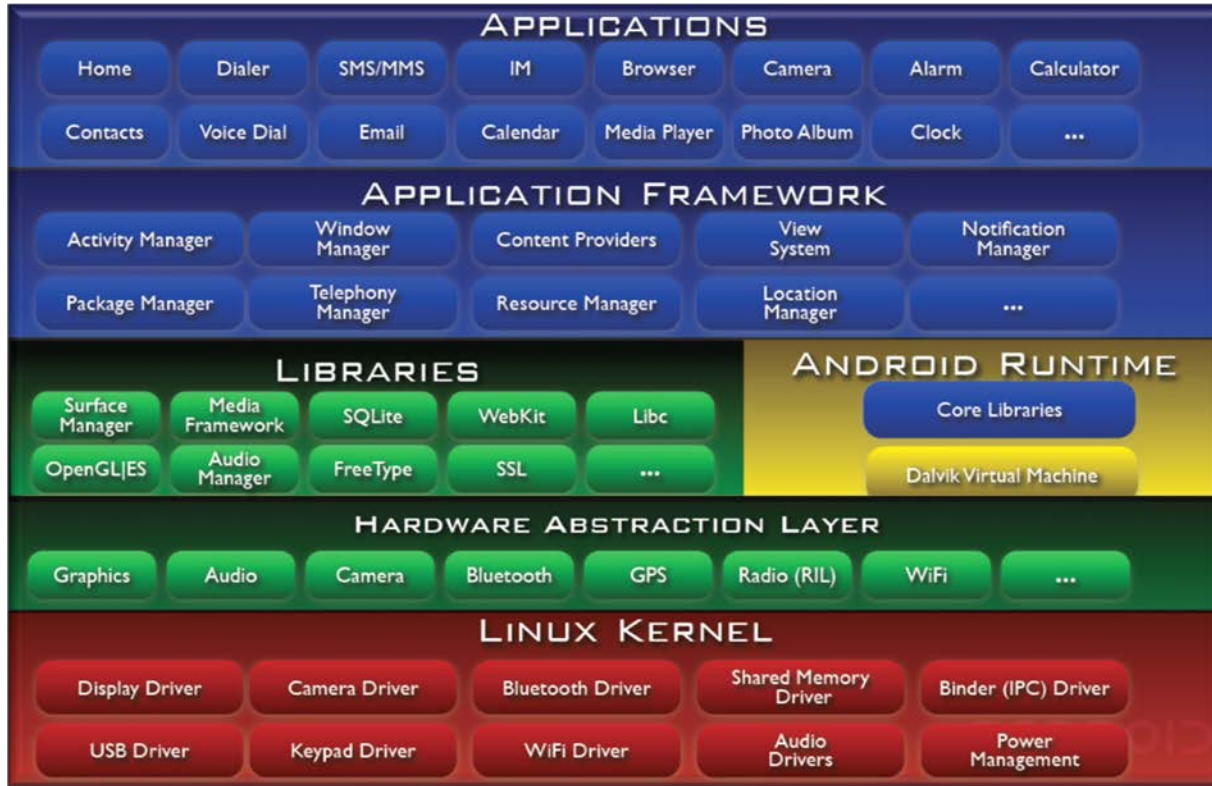 APPLICATIONS
Home Dialer SMS/MMS IM Browser Camera Alarm Calculator
Contacts Voice Dial Email Calendar Media Player Photo Album Clock ...
APPLICATION FRAMEWORK
Activity Manager
Window
Manager
Content Providers
View
System
Notification
Manager
Package Manager
Telephony
Manager
Resource Manager
Location
Manager
...
LIBRARIES
Surface
Manager
Media
Framework
SQLite
WebKit
Libc
OpenGL|ES
Audio
Manager
FreeType
SSL
...
ANDROID RUNTIME
Core Libraries
Dalvik Virtual Machine
HARDWARE ABSTRACTION LAYER
Graphics Audio Camera Bluetooth GPS Radio (RIL) WiFi ...
LINUX KERNEL
Display Driver
Camera Driver
Bluetooth Driver
Shared Memory
Driver
Binder (IPC) Driver
USB Driver
Keypad Driver
WiFi Driver
Audio
Drivers
Power
Management